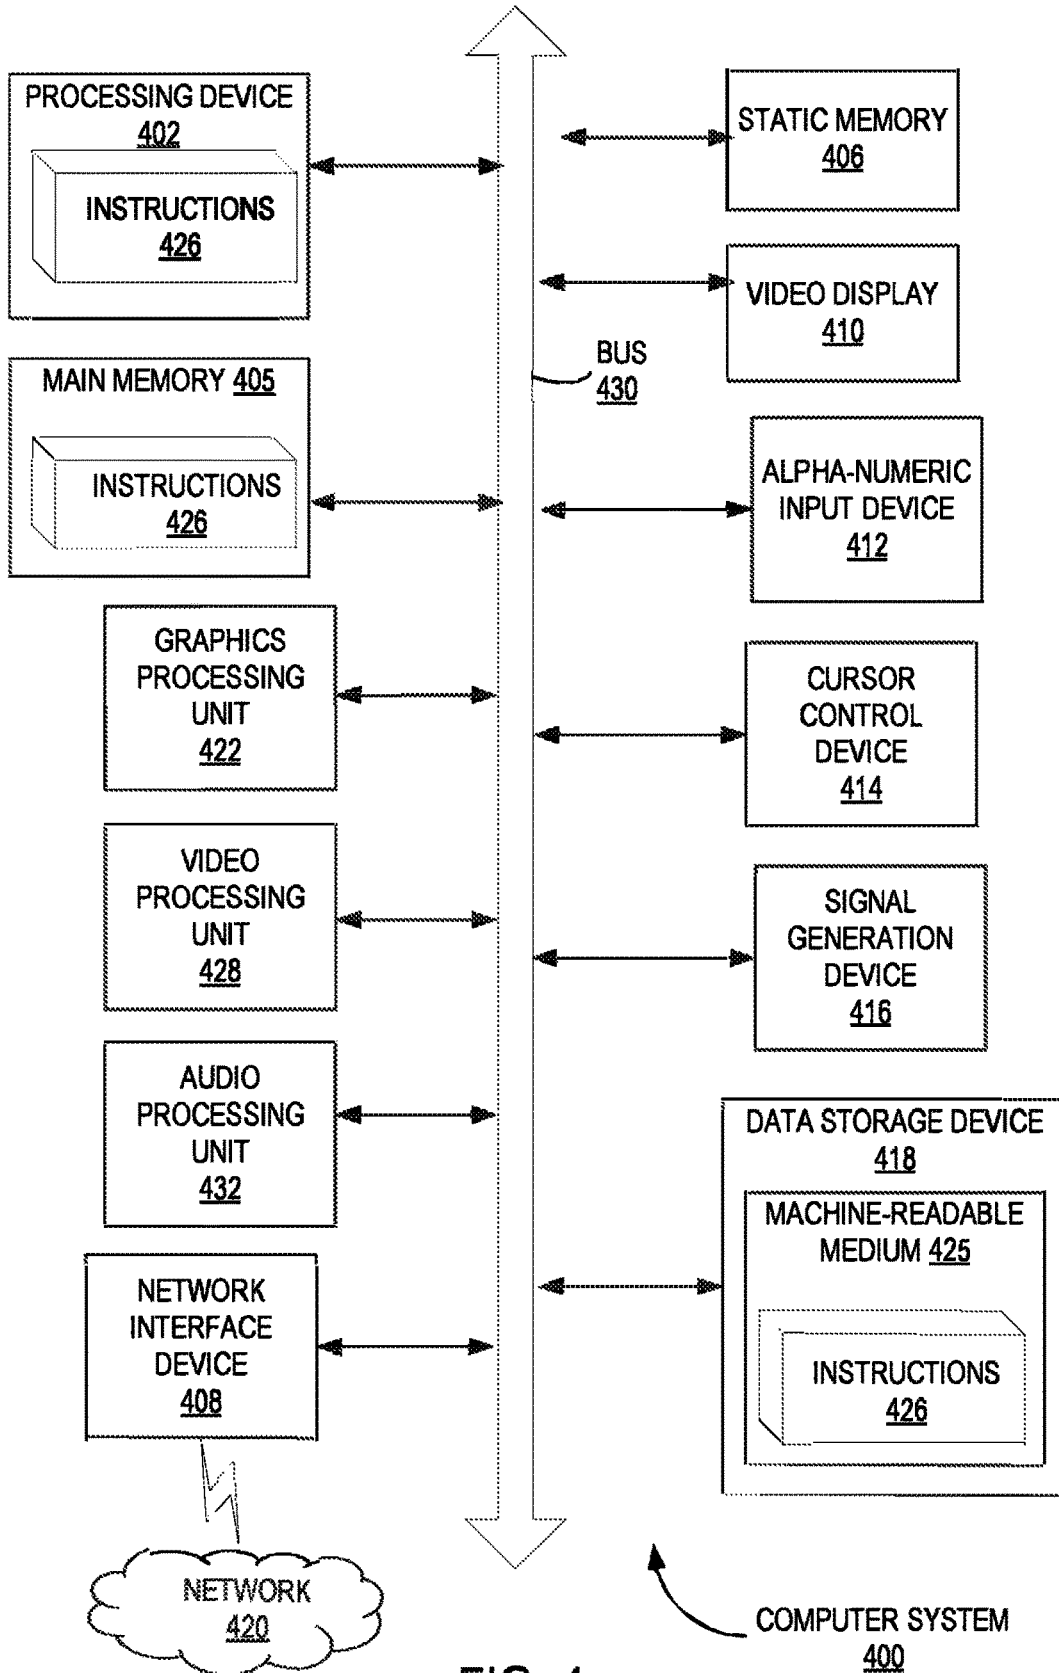 PROCESSING DEVICE
402
INSTRUCTIONS
426
MAIN MEMORY 405
INSTRUCTIONS
426
GRAPHICS
PROCESSING
UNIT
422
VIDEO
PROCESSING
UNIT
428
AUDIO
PROCESSING
UNIT
432
NETWORK
INTERFACE
DEVICE
408
NETWORK
420
BUS
430
STATIC MEMORY
406
VIDEO DISPLAY
410
ALPHA-NUMERIC
INPUT DEVICE
412
CURSOR
CONTROL
DEVICE
414
SIGNAL
GENERATION
DEVICE
416
DATA STORAGE DEVICE
418
MACHINE-READABLE
MEDIUM 425
INSTRUCTIONS
426
COMPUTER SYSTEM
400